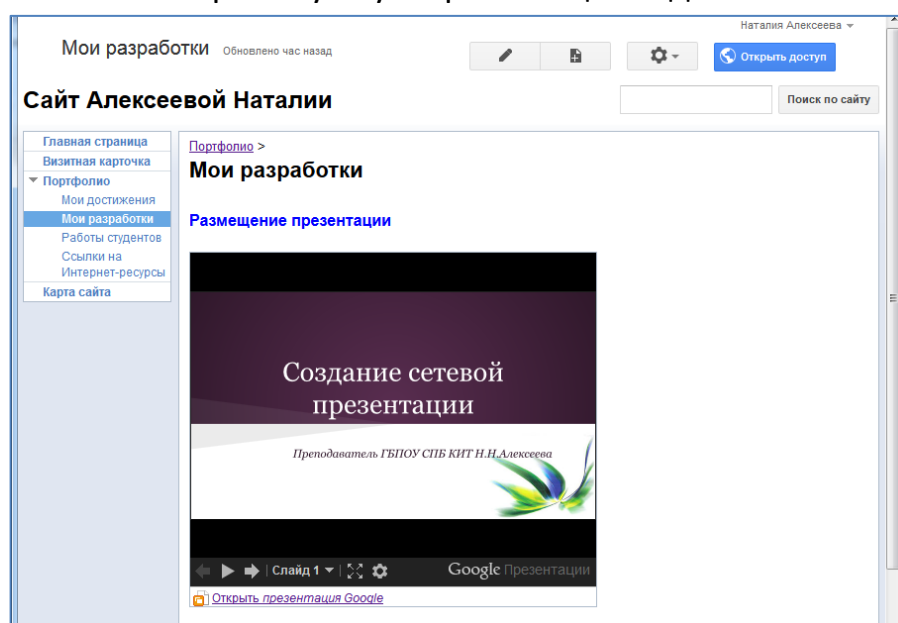 Наталия Алексеева
Мои разработки Обновлено час назад
Открыть доступ
Сайт Алексеевой Наталии
Поиск по сайту
Главная страница
Визитная карточка
Портфолио
Мои достижения
Мои разработки
Работы студентов
Ссылки на
Интернет-ресурсы
Карта сайта
Портфолио >
Мои разработки
Размещение презентации
Создание сетевой
презентации
Преподаватель ГБПОУ СПБ КИТ Н.Н.Алексеева
Слайд 1
Google Презентации
Открыть презентация Google